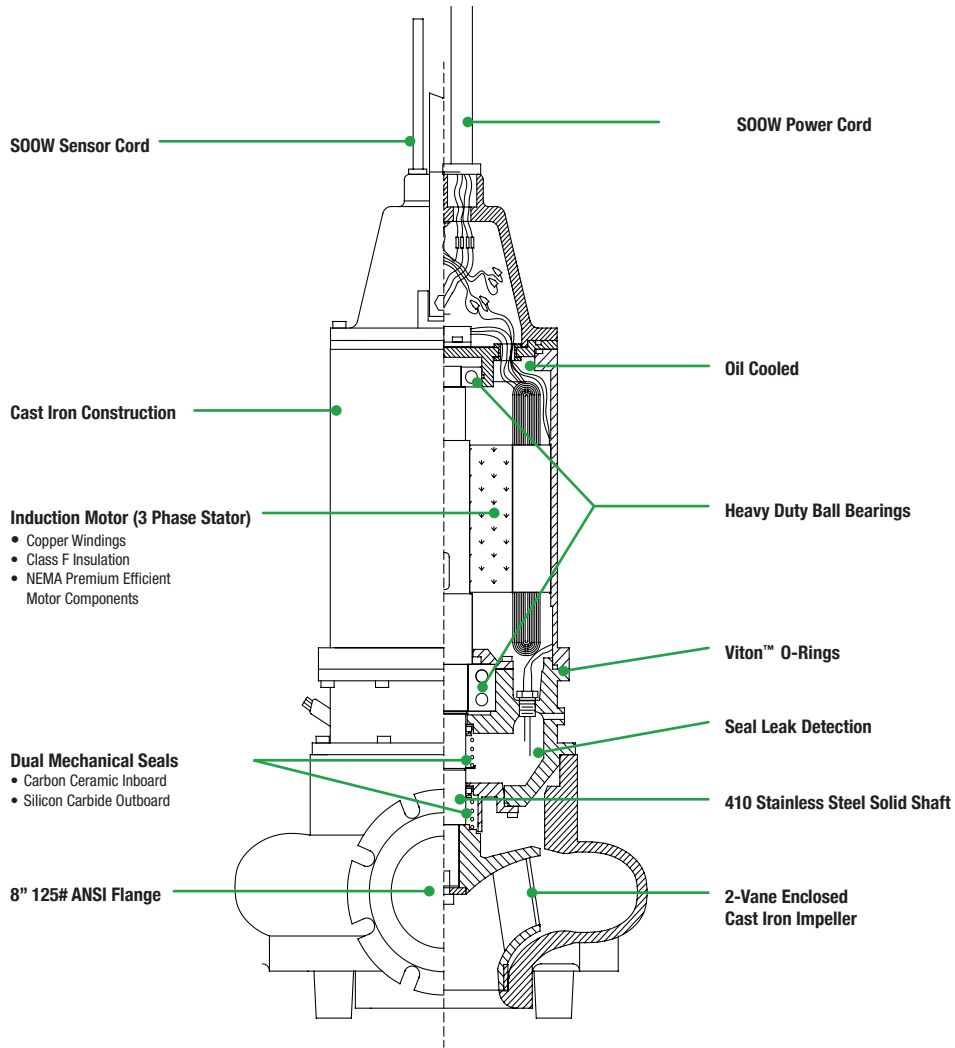 SOOW Sensor Cord
SOOW Power Cord
Oil Cooled
Cast Iron Construction
Induction Motor (3 Phase Stator)
• Copper Windings
• Class F Insulation
• NEMA Premium Efficient
Motor Components
Heavy Duty Ball Bearings
Viton™ O-Rings
Seal Leak Detection
Dual Mechanical Seals
• Carbon Ceramic Inboard
• Silicon Carbide Outboard
410 Stainless Steel Solid Shaft
8” 125# ANSI Flange
2-Vane Enclosed
Cast Iron Impeller